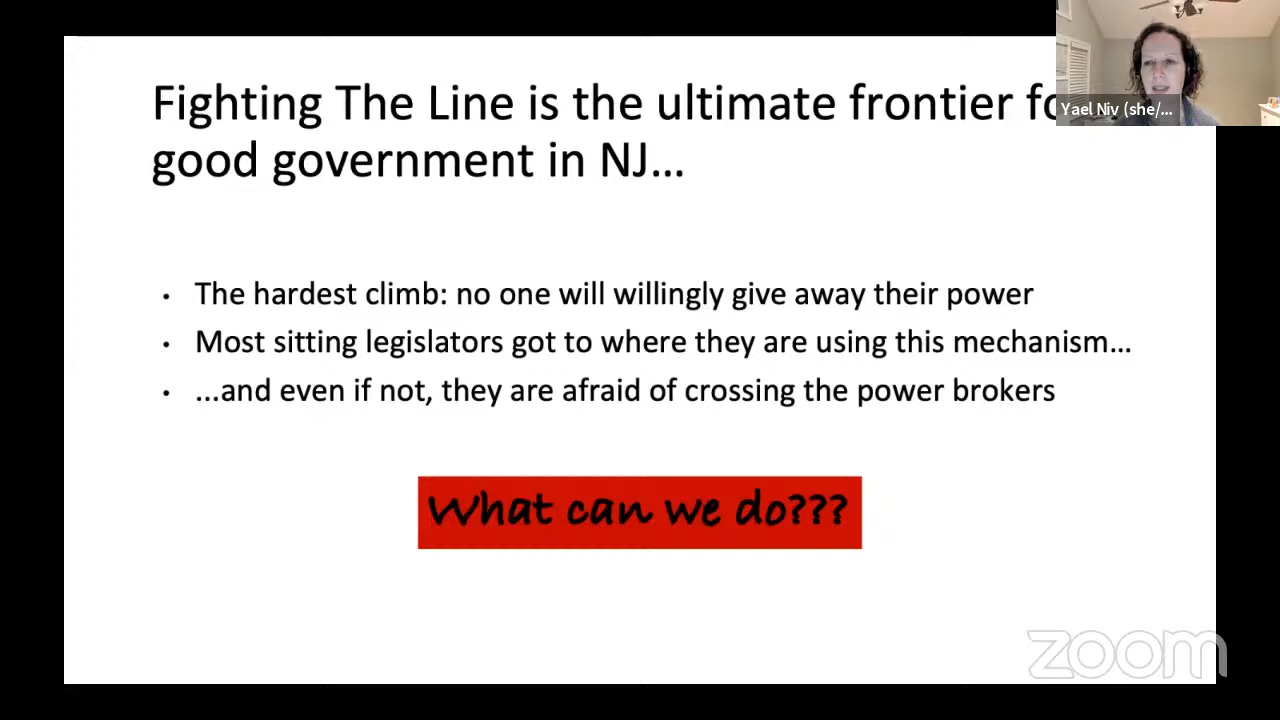 Fighting The Line is the ultimate frontier
good government in NJ…
• The hardest climb: no one will willingly give away their power
• Most sitting legislators got to where they are using this mechanism…
• …and even if not, they are afraid of crossing the power brokers
What can we do???
Yael Niv (she/...
zoom